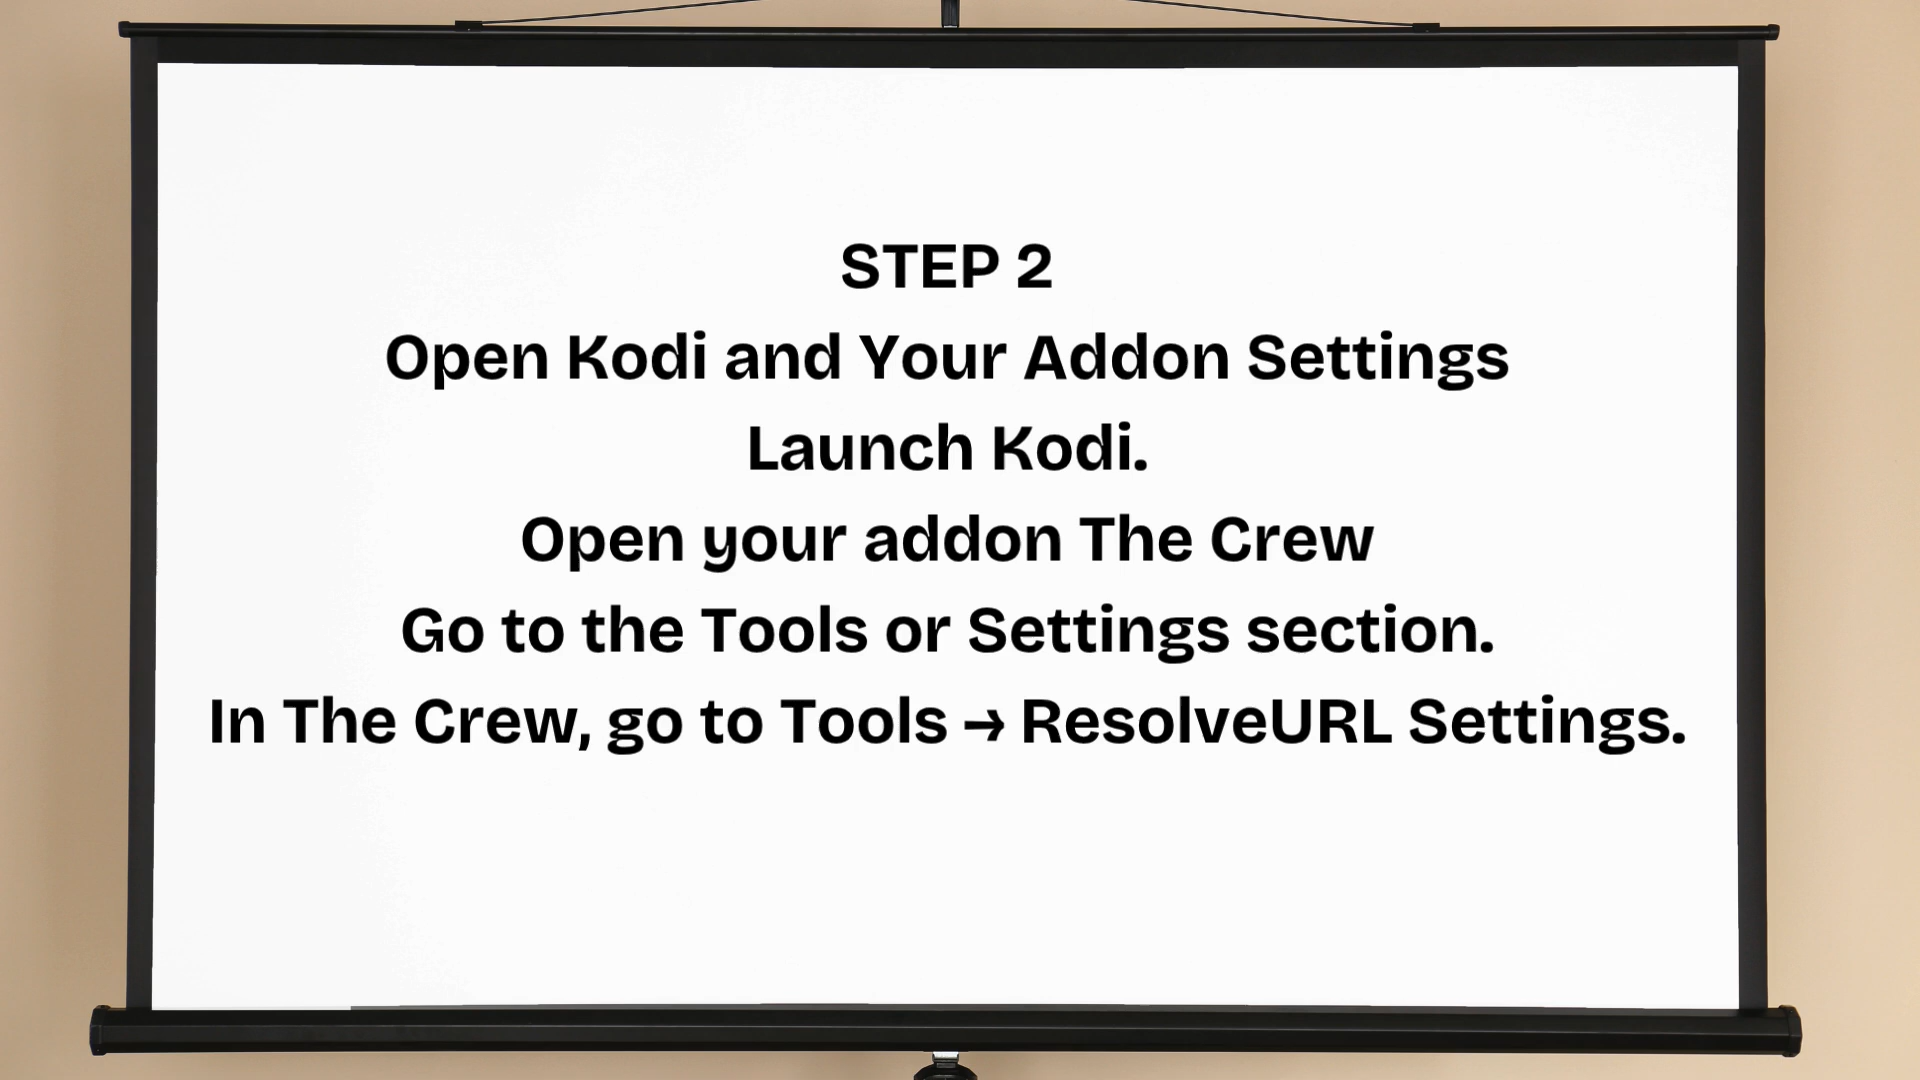 STEP 2
Open Kodi and Your Addon Settings
Launch Kodi.
Open your addon The Crew
Go to the Tools or Settings section.
In The Crew, go to Tools → ResolveURL Settings.